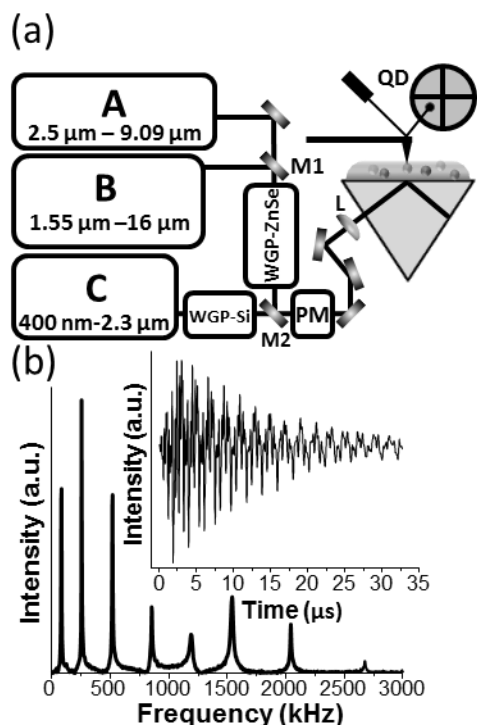 (a)
QD
A
2.5 µm – 9.09 µm
M1
B
1.55 µm –16 µm
WGP-ZnSe
L
C
400 nm-2.3 µm
WGP-Si
PM
M2
(b)
Intensity (a.u.)
Intensity (a.u.)
0 5 10 15 20 25 30 35
Time (µs)
0 500 1000 1500 2000 2500 3000
Frequency (kHz)